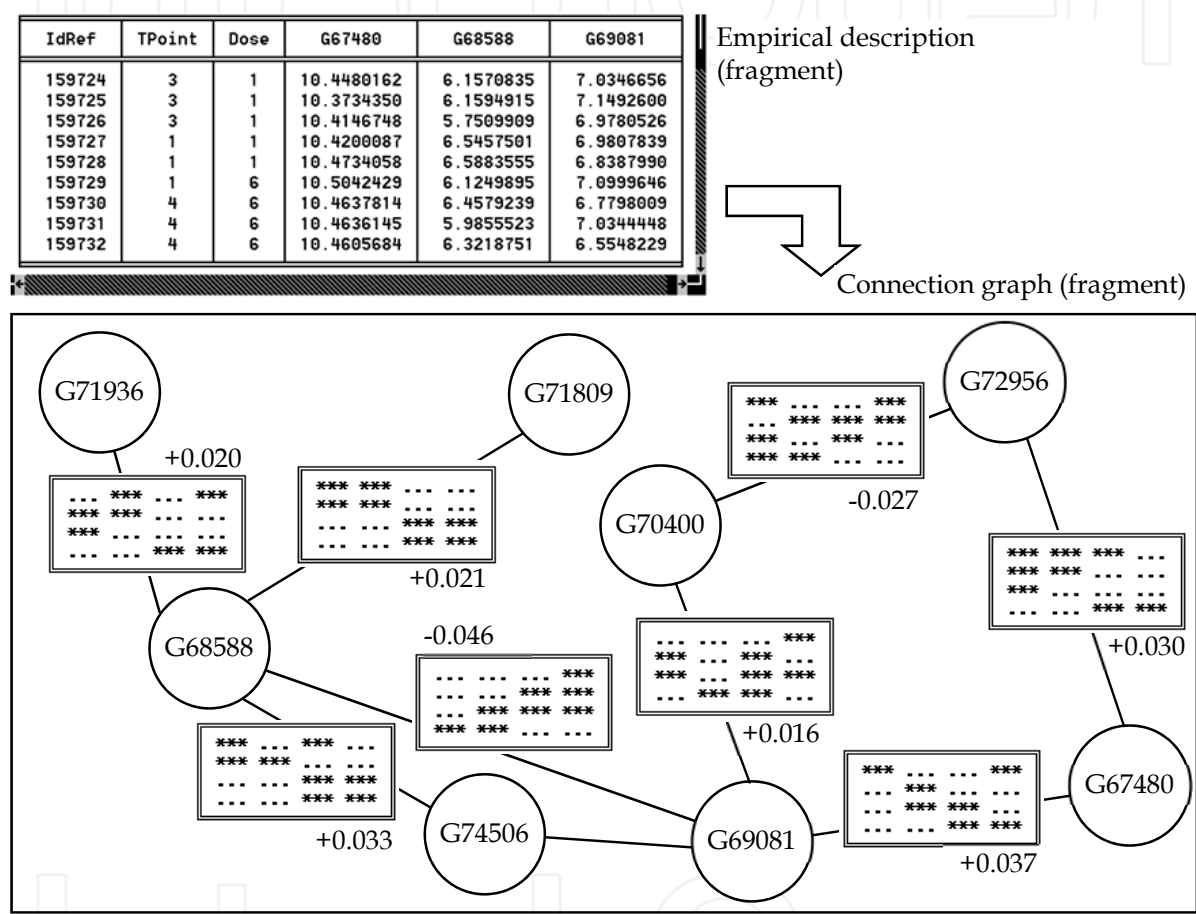 IdRef TPoint Dose G67480 G68588 G69081
159724 3 1 10.4480162 6.1570835 7.0346656
159725 3 1 10.3734350 6.1594915 7.1492600
159726 3 1 10.4146748 5.7509909 6.9780526
159727 1 1 10.4200087 6.5457501 6.9807839
159728 1 1 10.4734058 6.5883555 6.8387990
159729 1 6 10.5042429 6.1249895 7.0999646
159730 4 6 10.4637814 6.4579239 6.7798009
159731 4 6 10.4636145 5.9855523 7.0344448
159732 4 6 10.4605684 6.3218751 6.5548229
Empirical description
(fragment)
Connection graph (fragment)
G71936
G71809
G72956
*** ... ... ***
... *** *** ***
*** ... *** ...
*** *** ... ...
-0.027
+0.020
... *** ... ***
*** *** ... ...
*** ... ... ...
... ... *** ***
*** *** ... ...
*** *** ... ...
... ... *** ***
... ... *** ***
+0.021
G70400
*** *** *** ...
*** *** ... ...
*** ... ... ...
... ... *** ***
+0.030
G68588
-0.046
... ... ... ***
... ... *** ***
... *** *** ***
*** *** ... ...
... ... ... ***
*** ... *** ...
*** ... *** ***
... *** *** ...
+0.016
*** ... *** ...
*** *** ... ...
... ... *** ***
... ... *** ***
+0.033
G74506
G69081
*** ... ... ***
... *** ... ...
... *** *** ...
... ... *** ***
+0.037
G67480